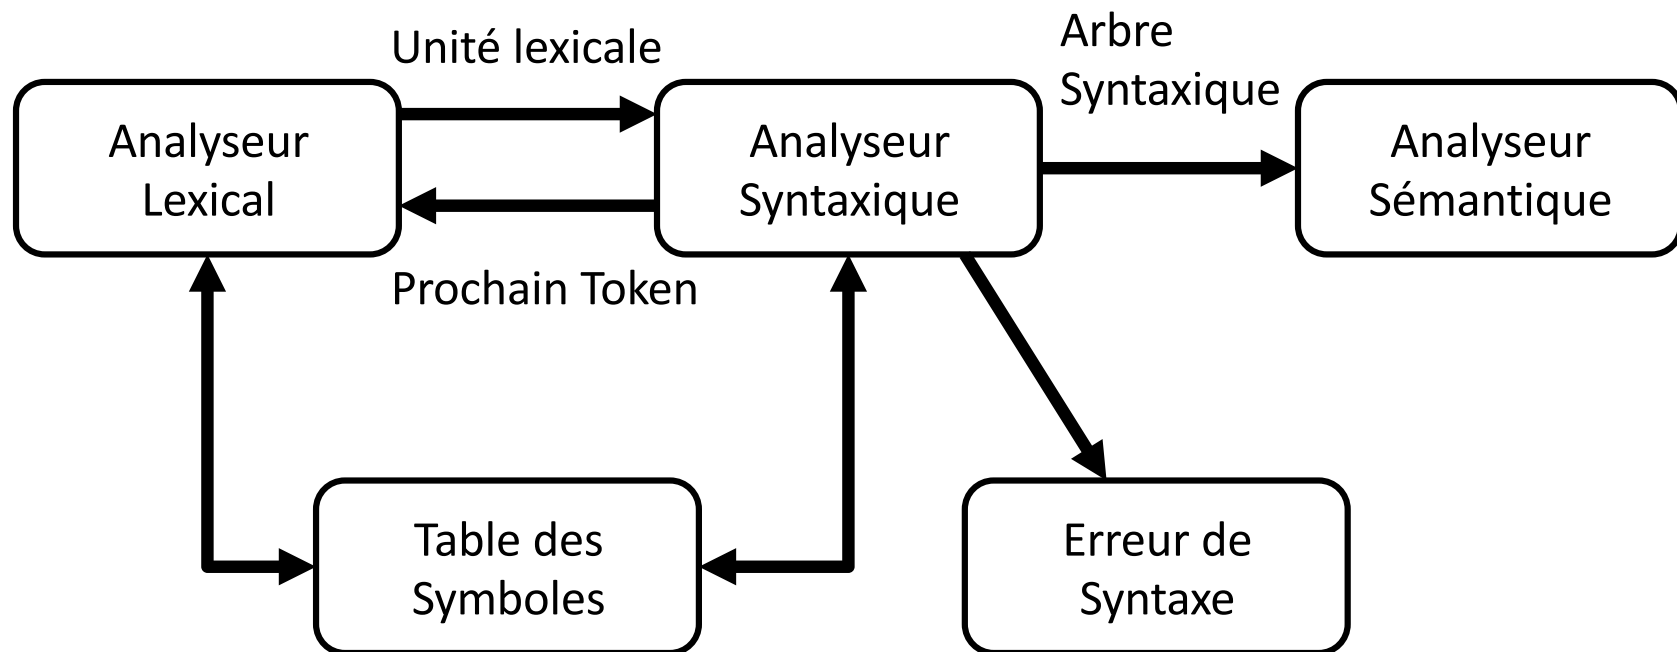 Unité lexicale
Arbre
Syntaxique
Analyseur
Lexical
Analyseur
Syntaxique
Analyseur
Sémantique
Prochain Token
Table des
Symboles
Erreur de
Syntaxe